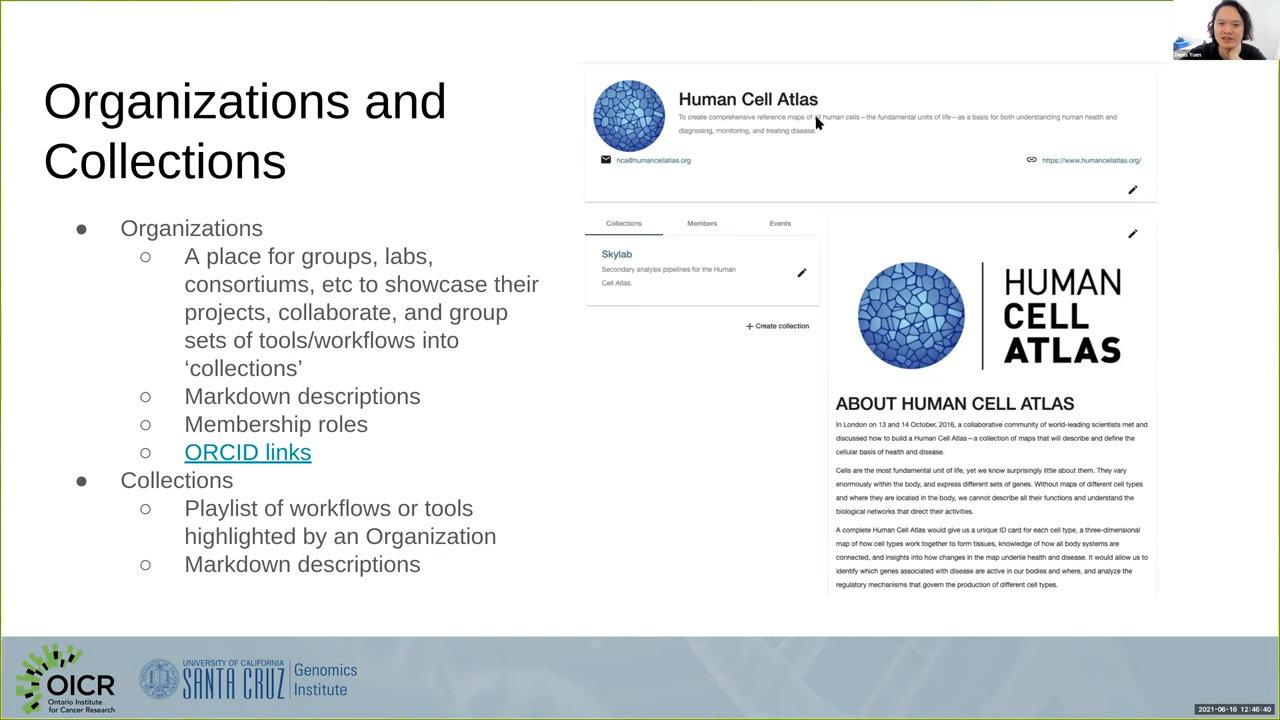 Denis Yuen
Organizations and
Collections
● Organizations
○ A place for groups, labs,
consortiums, etc to showcase their
projects, collaborate, and group
sets of tools/workflows into
‘collections’
○ Markdown descriptions
○ Membership roles
○ ORCID links
● Collections
○ Playlist of workflows or tools
highlighted by an Organization
○ Markdown descriptions
Human Cell Atlas
To create comprehensive reference maps of all human cells—the fundamental units of life—as a basis for both understanding human health and
diagnosing, monitoring, and treating disease.
hca@humancellatlas.org
https://www.humancellatlas.org/
Collections Members Events
Skylab
Secondary analysis pipelines for the Human
Cell Atlas.
+ Create collection
HUMAN
CELL
ATLAS
ABOUT HUMAN CELL ATLAS
In London on 13 and 14 October, 2016, a collaborative community of world-leading scientists met and
discussed how to build a Human Cell Atlas—a collection of maps that will describe and define the
cellular basis of health and disease.
Cells are the most fundamental unit of life, yet we know surprisingly little about them. They vary
enormously within the body, and express different sets of genes. Without maps of different cell types
and where they are located in the body, we cannot describe all their functions and understand the
biological networks that direct their activities.
A complete Human Cell Atlas would give us a unique ID card for each cell type, a three-dimensional
map of how cell types work together to form tissues, knowledge of how all body systems are
connected, and insights into how changes in the map underlie health and disease. It would allow us to
identify which genes associated with disease are active in our bodies and where, and analyze the
regulatory mechanisms that govern the production of different cell types.
OICR
Ontario Institute
for Cancer Research
UNIVERSITY OF CALIFORNIA
SANTA CRUZ
Genomics
Institute
2021-06-16 12:46:40